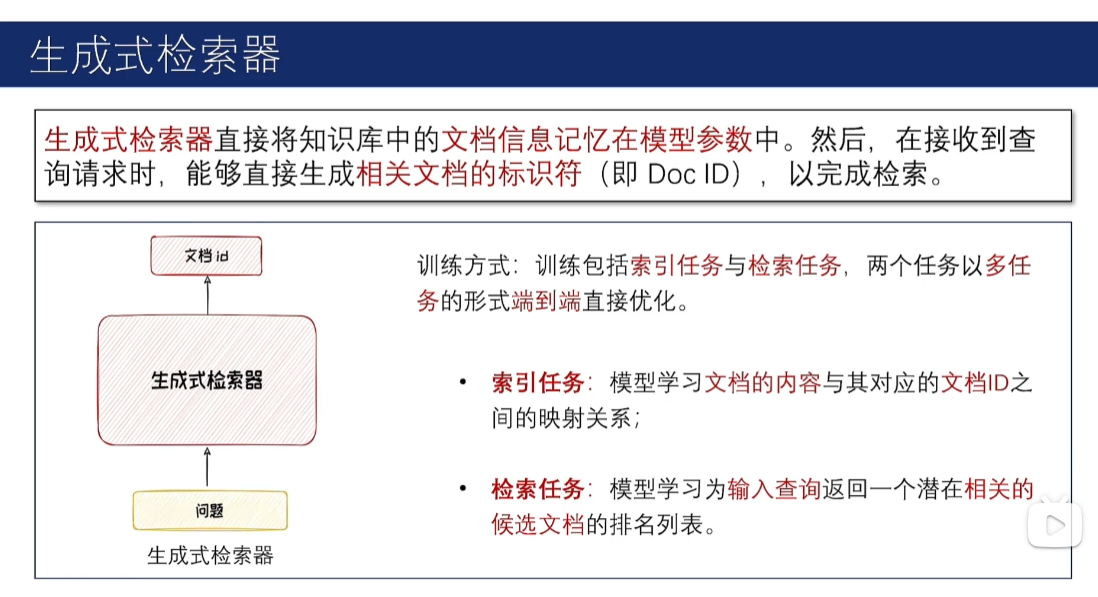 生成式检索器
生成式检索器直接将知识库中的文档信息记忆在模型参数中。然后，在接收到查
询请求时，能够直接生成相关文档的标识符（即 Doc ID），以完成检索。
文档 id
生成式检索器
问题
生成式检索器
训练方式：训练包括索引任务与检索任务，两个任务以多任
务的形式端到端直接优化。
• 索引任务：模型学习文档的内容与其对应的文档ID之
间的映射关系；
• 检索任务：模型学习为输入查询返回一个潜在相关的
候选文档的排名列表。